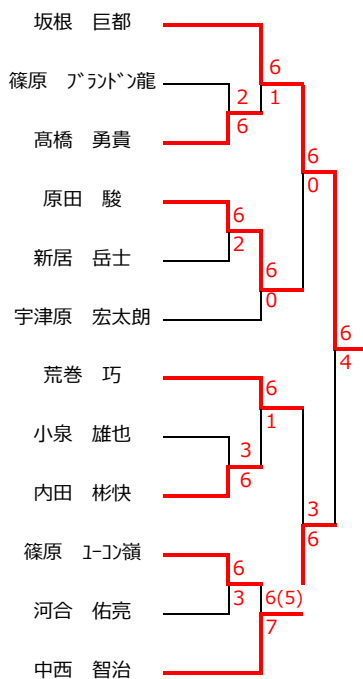 坂根　巨都
篠原　ﾌﾞﾗﾝﾄﾞﾝ龍
髙橋　勇貴
原田　駿
新居　岳士
宇津原　宏太朗
荒巻　巧
小泉　雄也
内田　彬快
篠原　ﾕｰｺﾝ嶺
河合　佑亮
中西　智治
2
6
6
1
6
2
6
0
6
0
6
4
6
1
3
6
3
6
6
3
6(5)
7